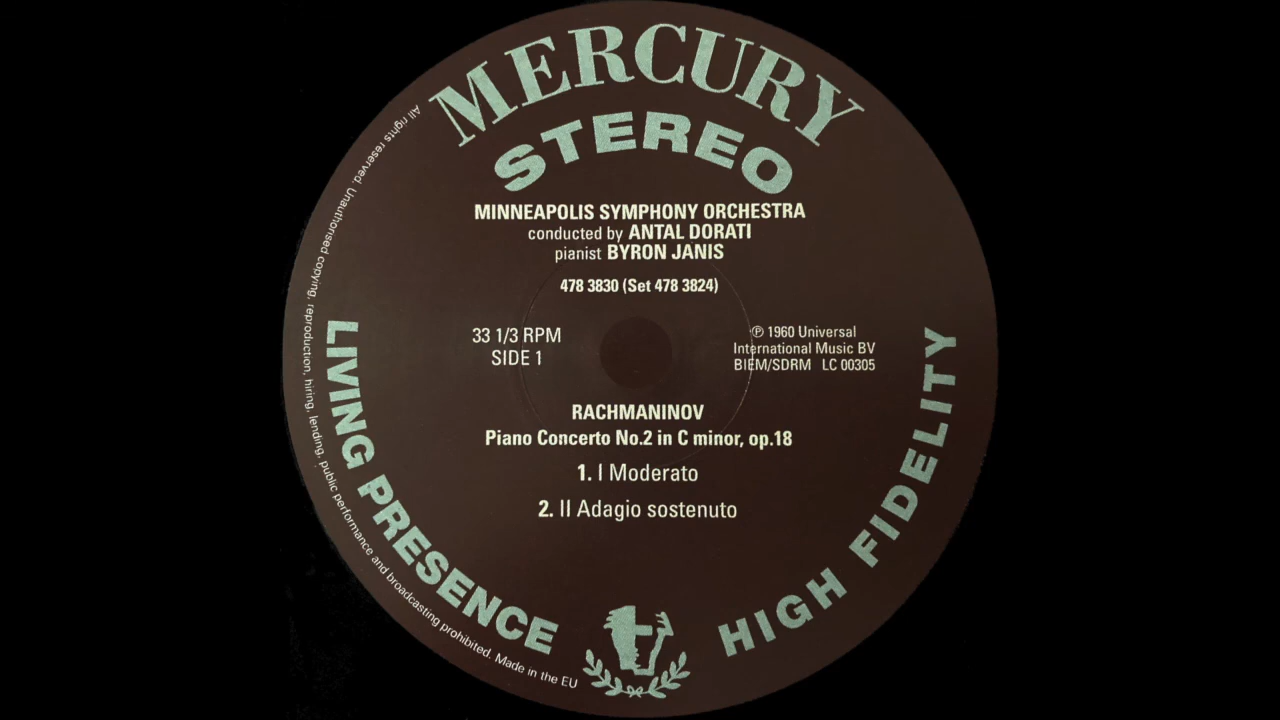 MERCURY
STEREO
MINNEAPOLIS SYMPHONY ORCHESTRA
conducted by ANTAL DORATI
pianist BYRON JANIS
478 3830 (Set 478 3824)
33 1/3 RPM
SIDE 1
℗ 1960 Universal
International Music BV
BIEM/SDRM LC 00305
RACHMANINOV
Piano Concerto No.2 in C minor, op.18
1. I Moderato
2. II Adagio sostenuto
LIVING PRESENCE
HIGH FIDELITY
All rights reserved. Unauthorised copying, reproduction, hiring, lending, public performance and broadcasting prohibited. Made in the EU